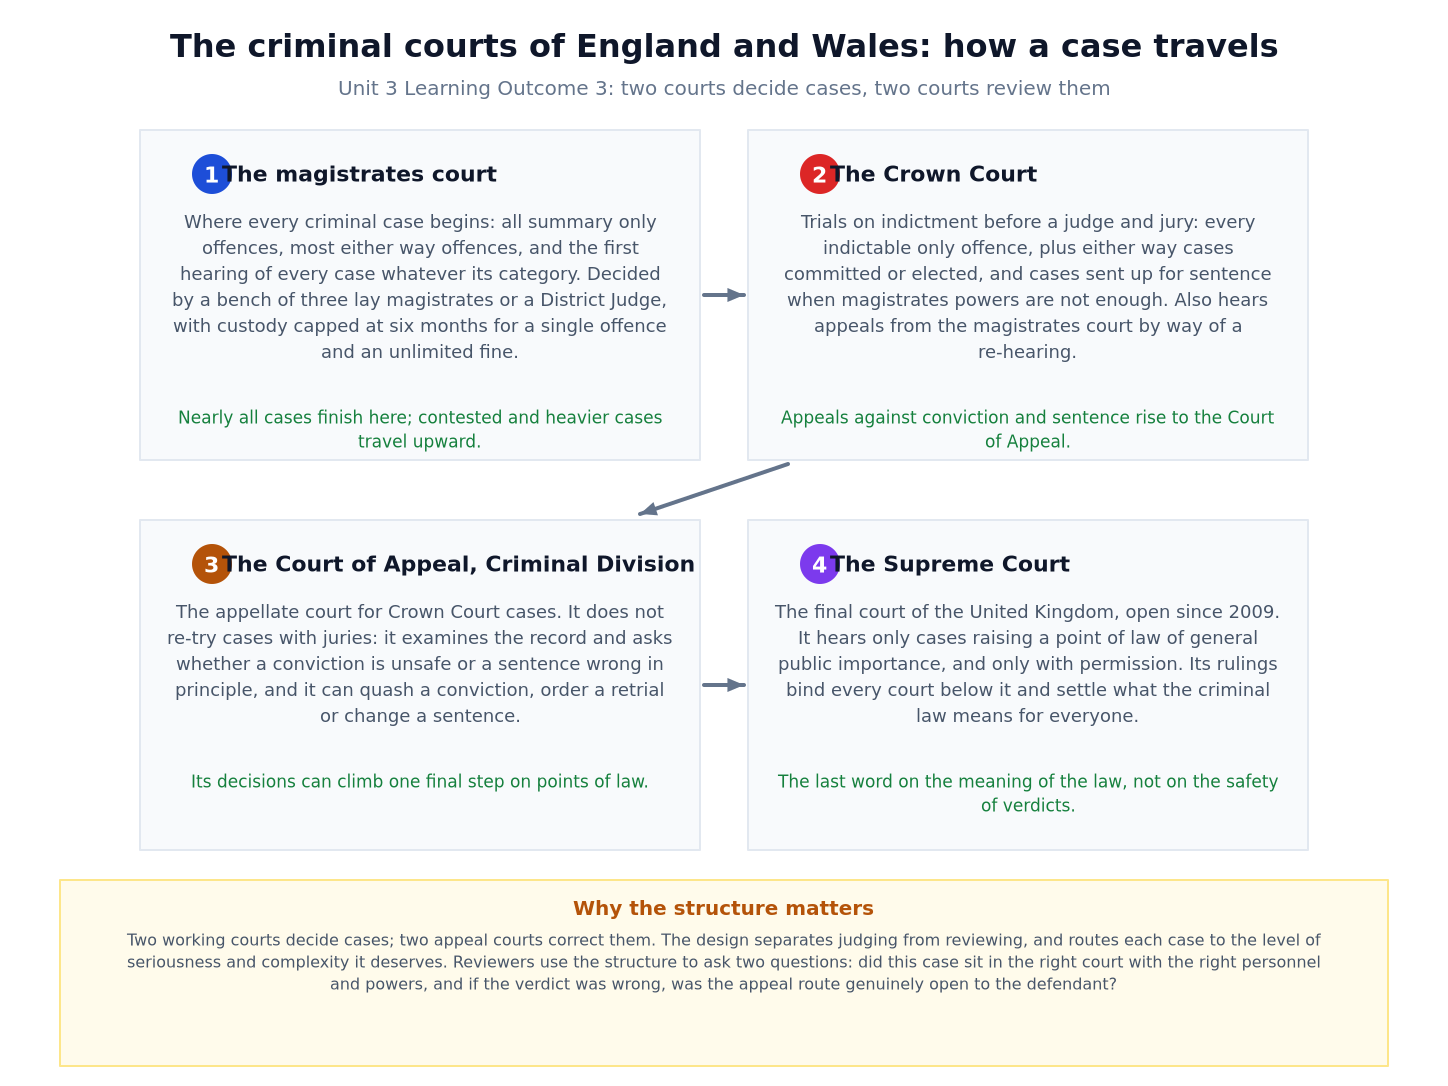 The criminal courts of England and Wales: how a case travels
Unit 3 Learning Outcome 3: two courts decide cases, two courts review them
1 The magistrates court
Where every criminal case begins: all summary only
offences, most either way offences, and the first
hearing of every case whatever its category. Decided
by a bench of three lay magistrates or a District Judge,
with custody capped at six months for a single offence
and an unlimited fine.
Nearly all cases finish here; contested and heavier cases
travel upward.
2 The Crown Court
Trials on indictment before a judge and jury: every
indictable only offence, plus either way cases
committed or elected, and cases sent up for sentence
when magistrates powers are not enough. Also hears
appeals from the magistrates court by way of a
re-hearing.
Appeals against conviction and sentence rise to the Court
of Appeal.
3 The Court of Appeal, Criminal Division
The appellate court for Crown Court cases. It does not
re-try cases with juries: it examines the record and asks
whether a conviction is unsafe or a sentence wrong in
principle, and it can quash a conviction, order a retrial
or change a sentence.
Its decisions can climb one final step on points of law.
4 The Supreme Court
The final court of the United Kingdom, open since 2009.
It hears only cases raising a point of law of general
public importance, and only with permission. Its rulings
bind every court below it and settle what the criminal
law means for everyone.
The last word on the meaning of the law, not on the safety
of verdicts.
Why the structure matters
Two working courts decide cases; two appeal courts correct them. The design separates judging from reviewing, and routes each case to the level of
seriousness and complexity it deserves. Reviewers use the structure to ask two questions: did this case sit in the right court with the right personnel
and powers, and if the verdict was wrong, was the appeal route genuinely open to the defendant?